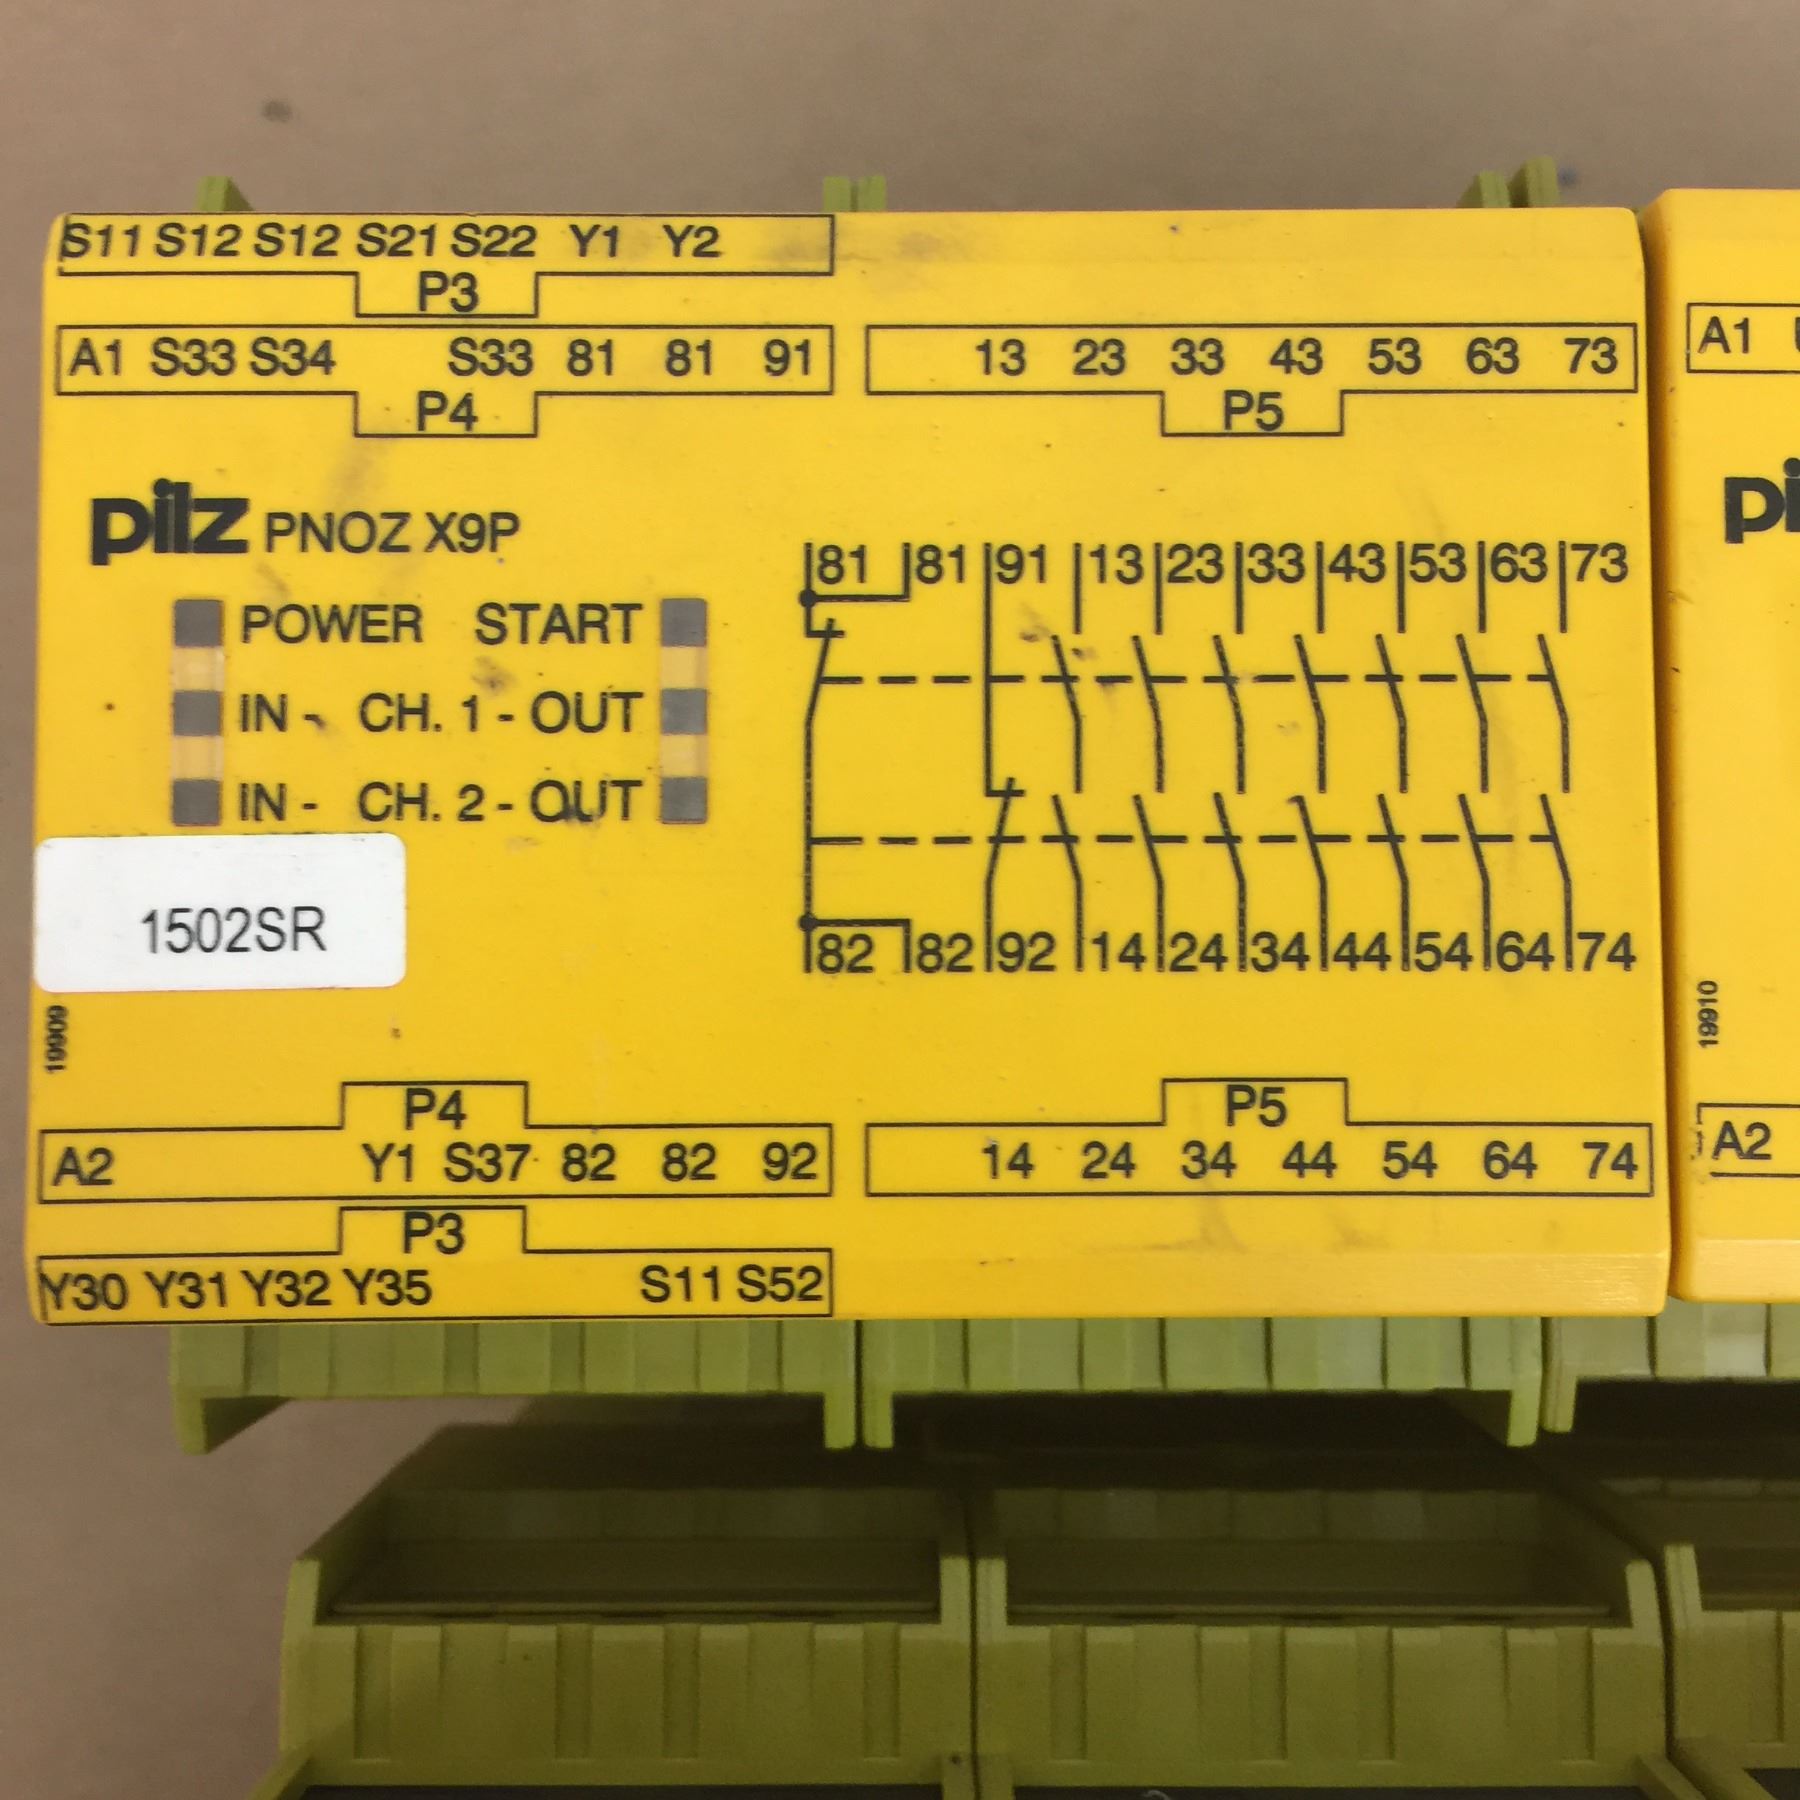 S11 S12 S12 S21 S22 Y1 Y2
P3
A1 S33 S34 S33 81 81 91
P4
13 23 33 43 53 63 73
P5
pilz PNOZ X9P
POWER START
IN - CH. 1 - OUT
IN - CH. 2 - OUT
81 81 91 13 23 33 43 53 63 73
82 82 92 14 24 34 44 54 64 74
1502SR
19909
P4
A2 Y1 S37 82 82 92
P3
Y30 Y31 Y32 Y35 S11 S52
P5
14 24 34 44 54 64 74
A1
19910
A2